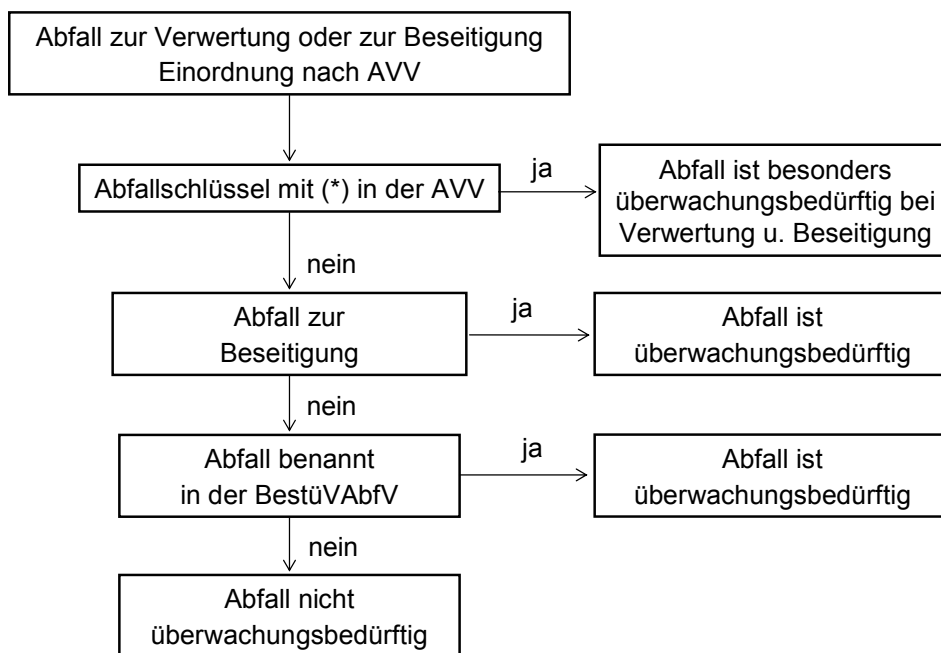 Abfall zur Verwertung oder zur Beseitigung
Einordnung nach AVV
Abfallschlüssel mit (*) in der AVV
ja
Abfall ist besonders
überwachungsbedürftig bei
Verwertung u. Beseitigung
nein
Abfall zur
Beseitigung
ja
Abfall ist
überwachungsbedürftig
nein
Abfall benannt
in der BestüVAbfV
ja
Abfall ist
überwachungsbedürftig
nein
Abfall nicht
überwachungsbedürftig